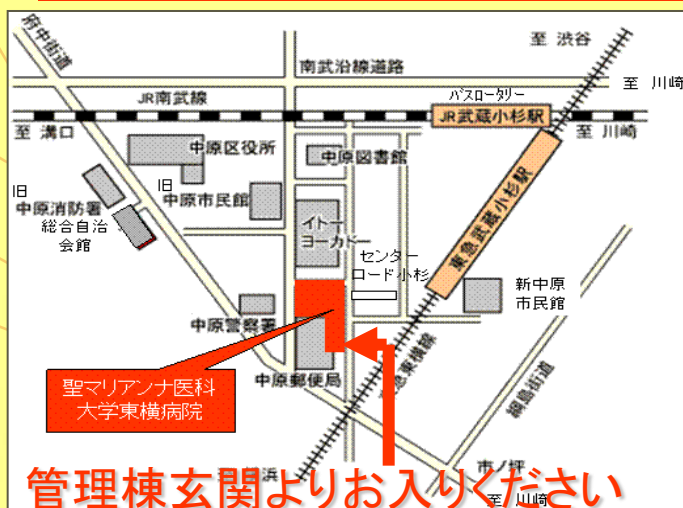 府中街道
至 渋谷
南武沿線道路
至 川崎
バスロータリー
JR南武線
JR武蔵小杉駅
至 溝口
至 川崎
中原区役所
中原図書館
旧
旧
中原消防署
中原市民館
総合自治
会館
イトー
ヨーカドー
東急武蔵小杉駅
センター
ロード小杉
新中原
市民館
中原警察署
急東横線
綱島街道
聖マリアンナ医科
大学東横病院
中原郵便局
市ノ坪
浜
管理棟玄関よりお入りください
至 川崎